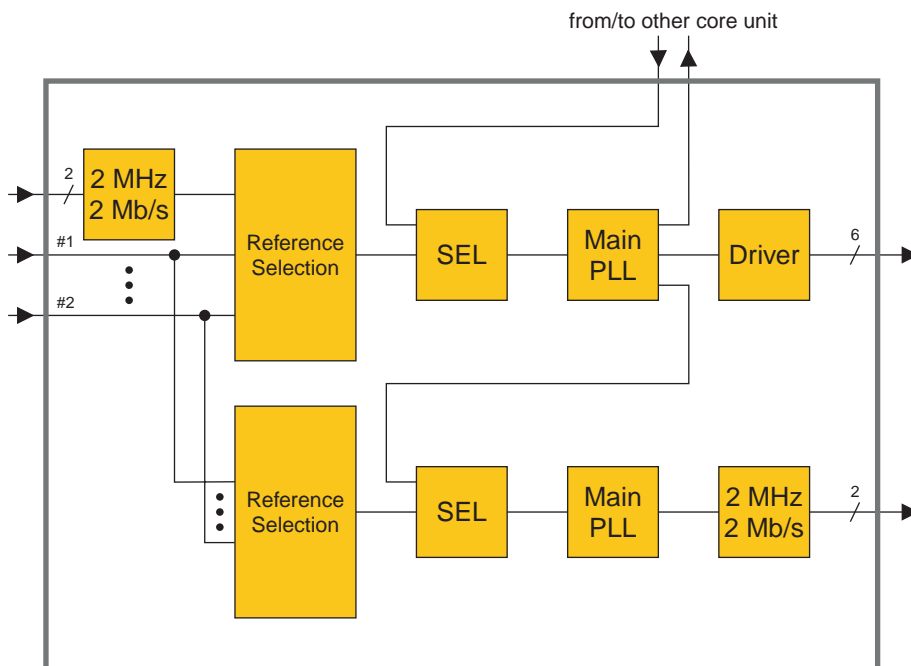 from/to other core unit
2
2 MHz
2 Mb/s
#1
#2
Reference
Selection
SEL
Main
PLL
Driver
6
Reference
Selection
SEL
Main
PLL
2 MHz
2 Mb/s
2